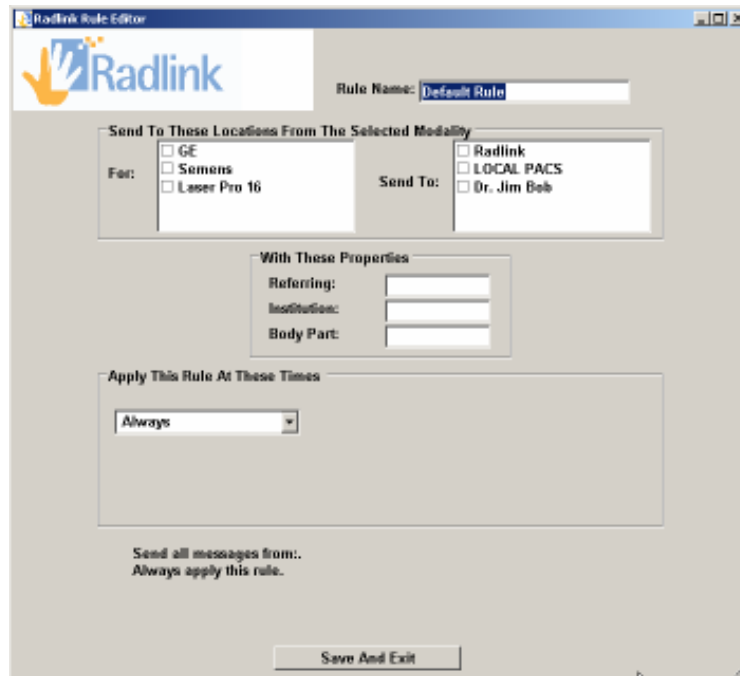 Radlink Rule Editor
Radlink
Rule Name: Default Rule
Send To These Locations From The Selected Modality
For:
GE
Semens
Laser Pro 16
Send To:
Radlink
LOCAL PACS
Dr. Jim Bob
With These Properties
Referring:
Institution:
Body Part:
Apply This Rule At These Times
Always
Send all messages from:.
Always apply this rule.
Save And Exit